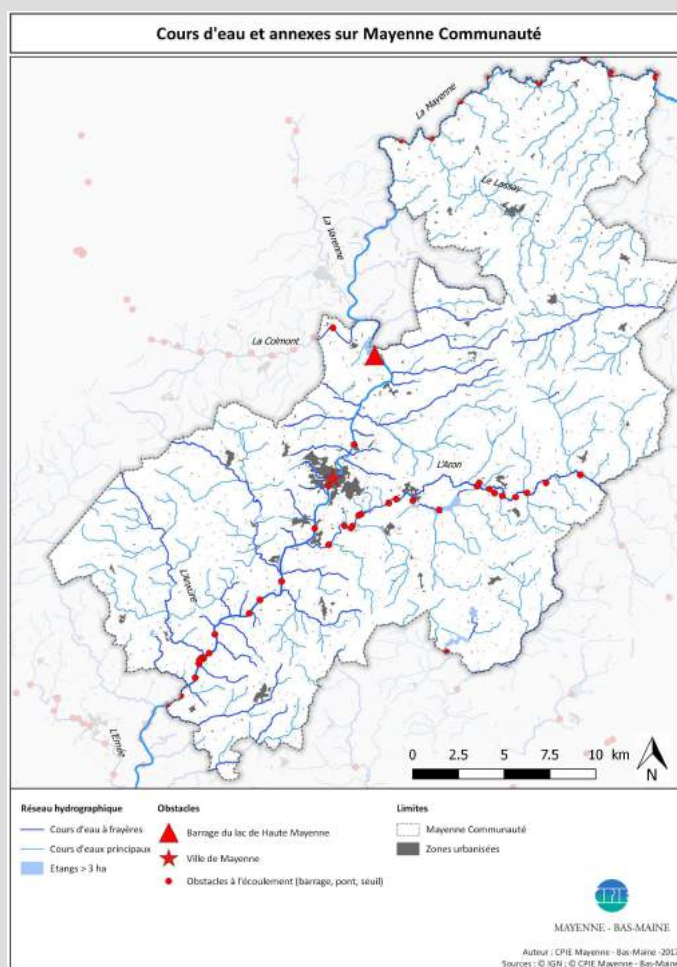 Cours d'eau et annexes sur Mayenne Communauté
La Mayenne
Le Lassay
La Varenne
La Colmont
L'Aron
L'Anvure
L'Ernée
0 2.5 5 7.5 10 km
N
Réseau hydrographique
Cours d'eau à frayères
Cours d'eaux principaux
Etangs > 3 ha
Obstacles
Barrage du lac de Haute Mayenne
Ville de Mayenne
Obstacles à l'écoulement (barrage, pont, seuil)
Limites
Mayenne Communauté
Zones urbanisées
CPIE
MAYENNE - BAS-MAINE
Auteur : CPIE Mayenne - Bas-Maine -2017
Sources : © IGN ; © CPIE Mayenne - Bas-Maine